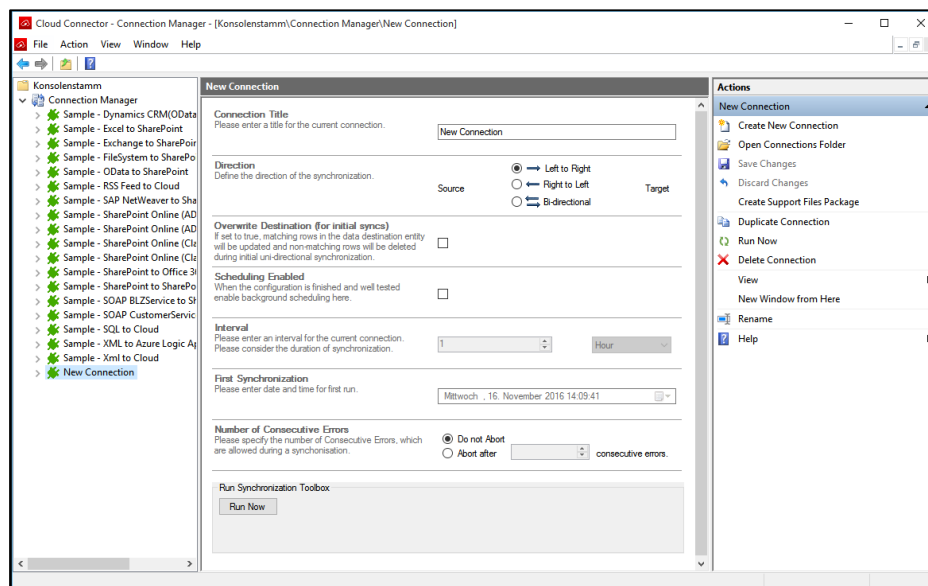 Cloud Connector - Connection Manager - [Konsolenstamm\Connection Manager\New Connection]
File Action View Window Help
Konsolenstamm
Connection Manager
Sample - Dynamics CRM(OData
Sample - Excel to SharePoint
Sample - Exchange to SharePoin
Sample - FileSystem to SharePo
Sample - OData to SharePoint
Sample - RSS Feed to Cloud
Sample - SAP NetWeaver to Sha
Sample - SharePoint Online (AD
Sample - SharePoint Online (AD
Sample - SharePoint Online (Cla
Sample - SharePoint Online (Cla
Sample - SharePoint to Office 3
Sample - SharePoint to SharePo
Sample - SOAP BLZService to Sh
Sample - SOAP CustomerServic
Sample - SQL to Cloud
Sample - XML to Azure Logic Ap
Sample - Xml to Cloud
New Connection
New Connection
Connection Title
Please enter a title for the current connection.
New Connection
Direction
Define the direction of the synchronization.
Source
Left to Right
Right to Left
Bi-directional
Target
Overwrite Destination (for initial syncs)
If set to true, matching rows in the data destination entity
will be updated and non-matching rows will be deleted
during initial uni-directional synchronization.
Scheduling Enabled
When the configuration is finished and well tested
enable background scheduling here.
Interval
Please enter an interval for the current connection.
Please consider the duration of synchronization.
1 Hour
First Synchronization
Please enter date and time for first run.
Mittwoch , 16. November 2016 14:09:41
Number of Consecutive Errors
Please specify the number of Consecutive Errors, which
are allowed during a synchonisation.
Do not Abort
Abort after consecutive errors.
Run Synchronization Toolbox
Run Now
Actions
New Connection
Create New Connection
Open Connections Folder
Save Changes
Discard Changes
Create Support Files Package
Duplicate Connection
Run Now
Delete Connection
View
New Window from Here
Rename
Help